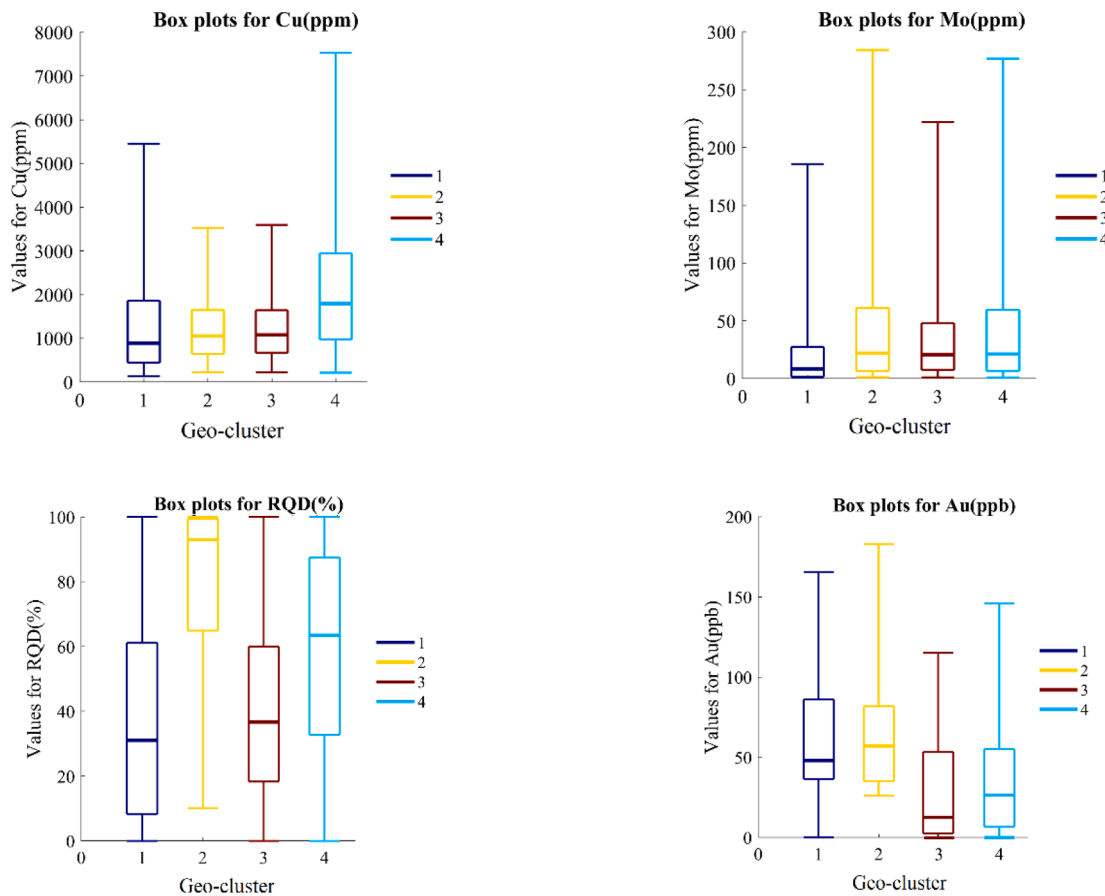 Box plots for Cu(ppm)
8000
7000
6000
5000
4000
3000
2000
1000
0
Values for Cu(ppm)
0 1 2 3 4
Geo-cluster
1
2
3
4
Box plots for Mo(ppm)
300
250
200
150
100
50
0
Values for Mo(ppm)
0 1 2 3 4
Geo-cluster
1
2
3
4
Box plots for RQD(%)
100
80
60
40
20
0
Values for RQD(%)
0 1 2 3 4
Geo-cluster
1
2
3
4
Box plots for Au(ppb)
200
150
100
50
0
Values for Au(ppb)
0 1 2 3 4
Geo-cluster
1
2
3
4